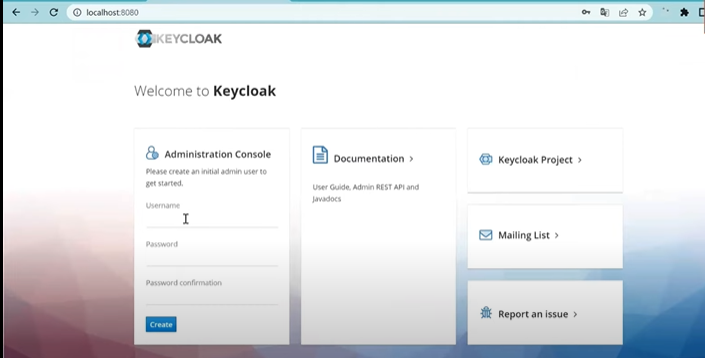 localhost:8080
KEYCLOAK
Welcome to Keycloak
Administration Console
Please create an initial admin user to
get started.
Username
Password
Password confirmation
Create
Documentation >
User Guide, Admin REST API and
Javadocs
Keycloak Project >
Mailing List >
Report an issue >